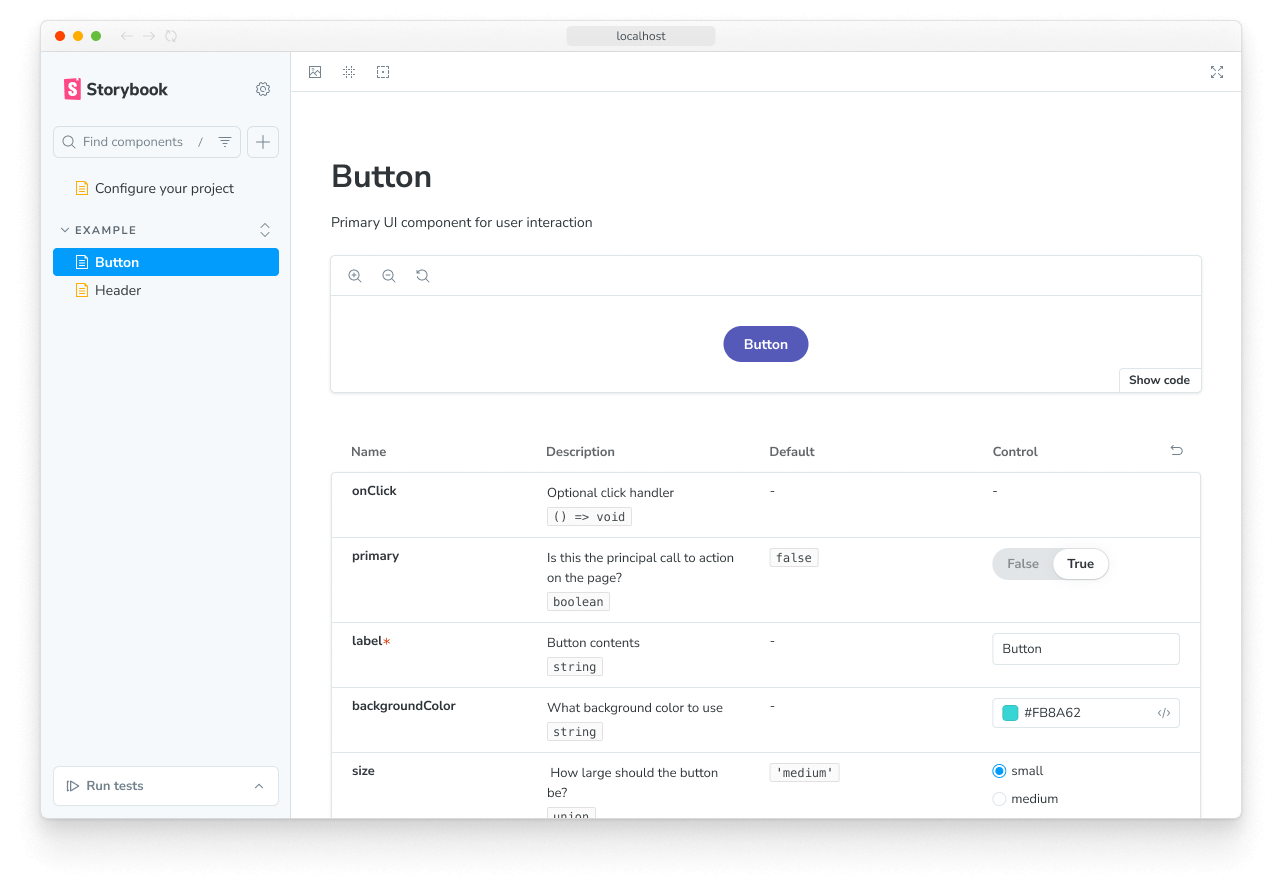 localhost
Storybook
Find components /
Configure your project
EXAMPLE
Button
Header
Run tests
Button
Primary UI component for user interaction
Button
Show code
Name Description Default Control
onClick Optional click handler - -
() => void
primary Is this the principal call to action false False True
on the page?
boolean
label* Button contents - Button
string
backgroundColor What background color to use - #FB8A62
string
size How large should the button 'medium' small
be? medium
union